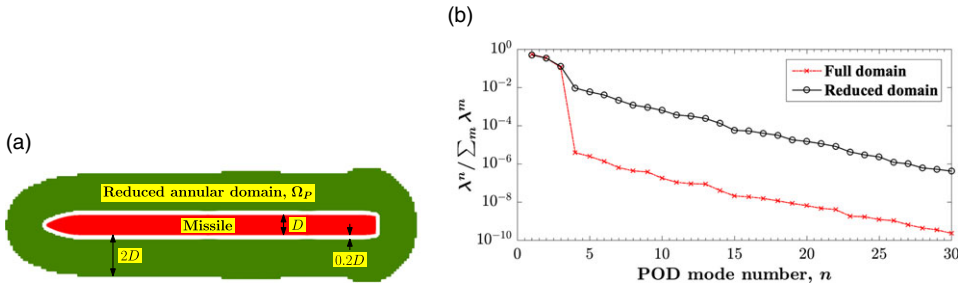 (a)
Reduced annular domain, Ω_P
Missile
D
2D
0.2D
(b)
λ^n / ∑_m λ^m
10^0
10^-2
10^-4
10^-6
10^-8
10^-10
Full domain
Reduced domain
0 5 10 15 20 25 30
POD mode number, n